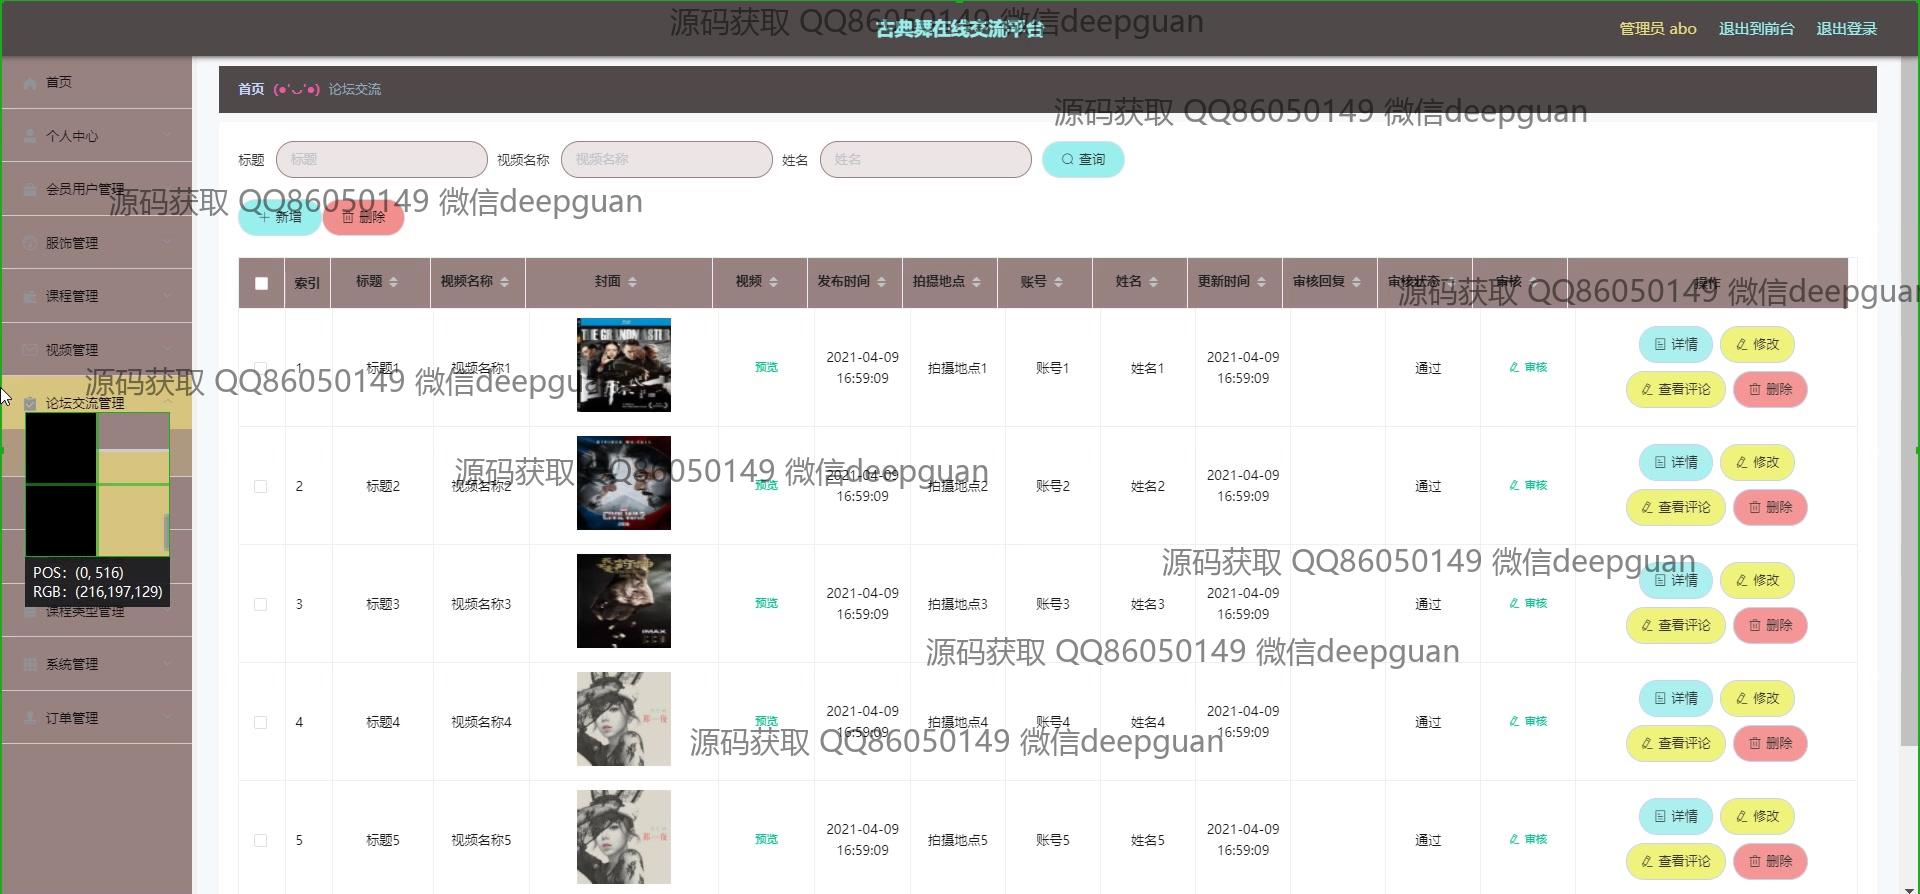 古典舞在线交流平台
管理员 abo
退出到前台
退出登录
源码获取 QQ86050149 微信deepguan
首页
个人中心
会员用户管理
服饰管理
课程管理
视频管理
论坛交流管理
课程类型管理
系统管理
订单管理
POS: (0, 516)
RGB: (216,197,129)
首页 (●'◡'●) 论坛交流
源码获取 QQ86050149 微信deepguan
标题 标题 视频名称 视频名称 姓名 姓名 查询
源码获取 QQ86050149 微信deepguan
新增 删除
索引 标题 视频名称 封面 视频 发布时间 拍摄地点 账号 姓名 更新时间 审核回复 审核状态 审核 操作
源码获取 QQ86050149 微信deepguan
THE GRANDMASTER
1 标题1 视频名称1 预览 2021-04-09 16:59:09 拍摄地点1 账号1 姓名1 2021-04-09 16:59:09 通过 审核
详情 修改
查看评论 删除
源码获取 QQ86050149 微信deepgua
CIVIL WAR
2 标题2 视频名称2 预览 2021-04-09 16:59:09 拍摄地点2 账号2 姓名2 2021-04-09 16:59:09 通过 审核
详情 修改
查看评论 删除
源码获取 QQ86050149 微信deepguan
IMAX
3 标题3 视频名称3 预览 2021-04-09 16:59:09 拍摄地点3 账号3 姓名3 2021-04-09 16:59:09 通过 审核
详情 修改
查看评论 删除
源码获取 QQ86050149 微信deepguan
源码获取 QQ86050149 微信deepguan
4 标题4 视频名称4 预览 2021-04-09 16:59:09 拍摄地点4 账号4 姓名4 2021-04-09 16:59:09 通过 审核
详情 修改
查看评论 删除
源码获取 QQ86050149 微信deepguan
5 标题5 视频名称5 预览 2021-04-09 16:59:09 拍摄地点5 账号5 姓名5 2021-04-09 16:59:09 通过 审核
详情 修改
查看评论 删除